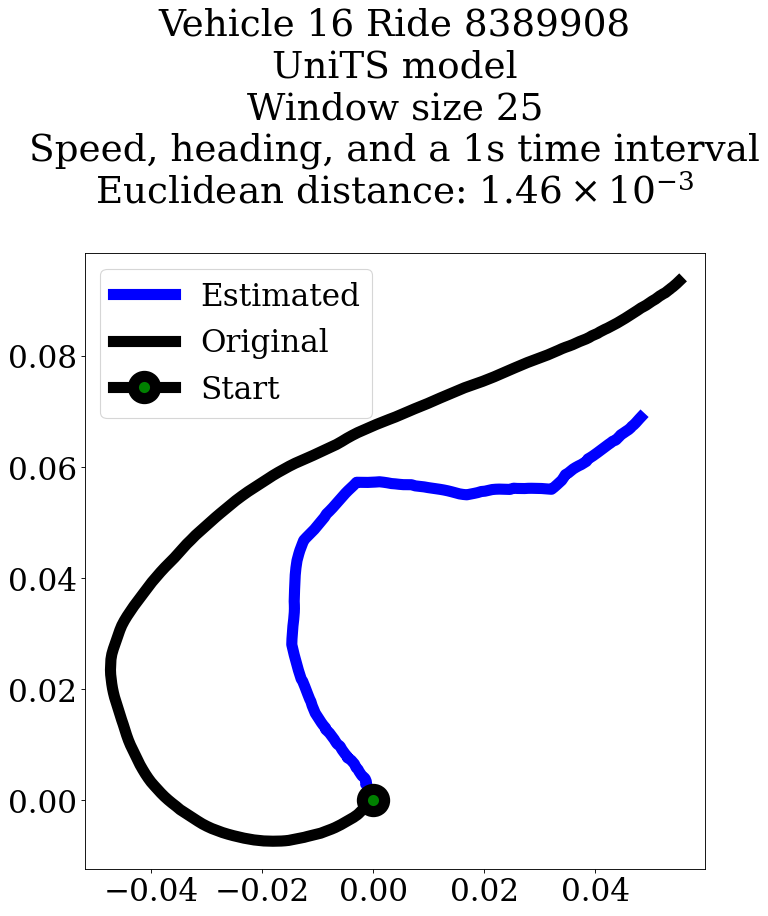 Vehicle 16 Ride 8389908
UniTS model
Window size 25
Speed, heading, and a 1s time interval
Euclidean distance: 1.46 × 10⁻³
Estimated
Original
Start
0.08
0.06
0.04
0.02
0.00
−0.04 −0.02 0.00 0.02 0.04